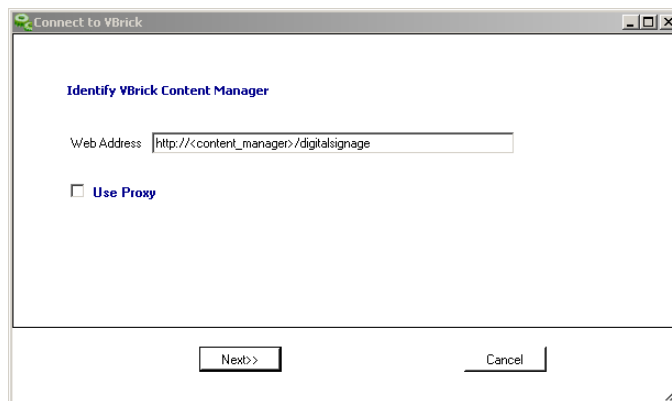 Connect to VBrick
Identify VBrick Content Manager
Web Address http://<content_manager>/digitalsignage
Use Proxy
Next>> Cancel